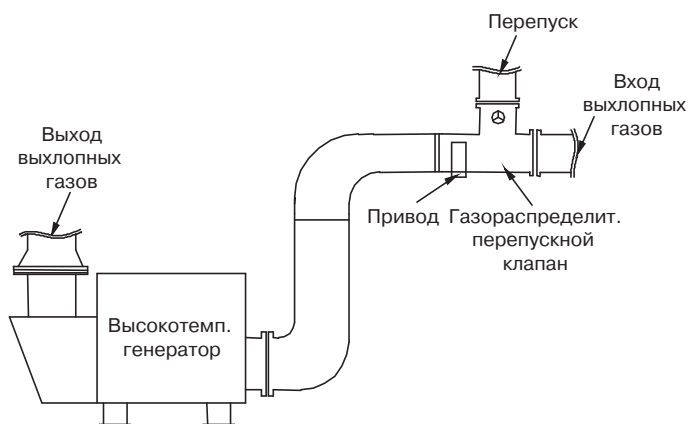 Перепуск
Вход
выхлопных
газов
Выход
выхлопных
газов
Привод
Газораспределит.
перепускной
клапан
Высокотемп.
генератор